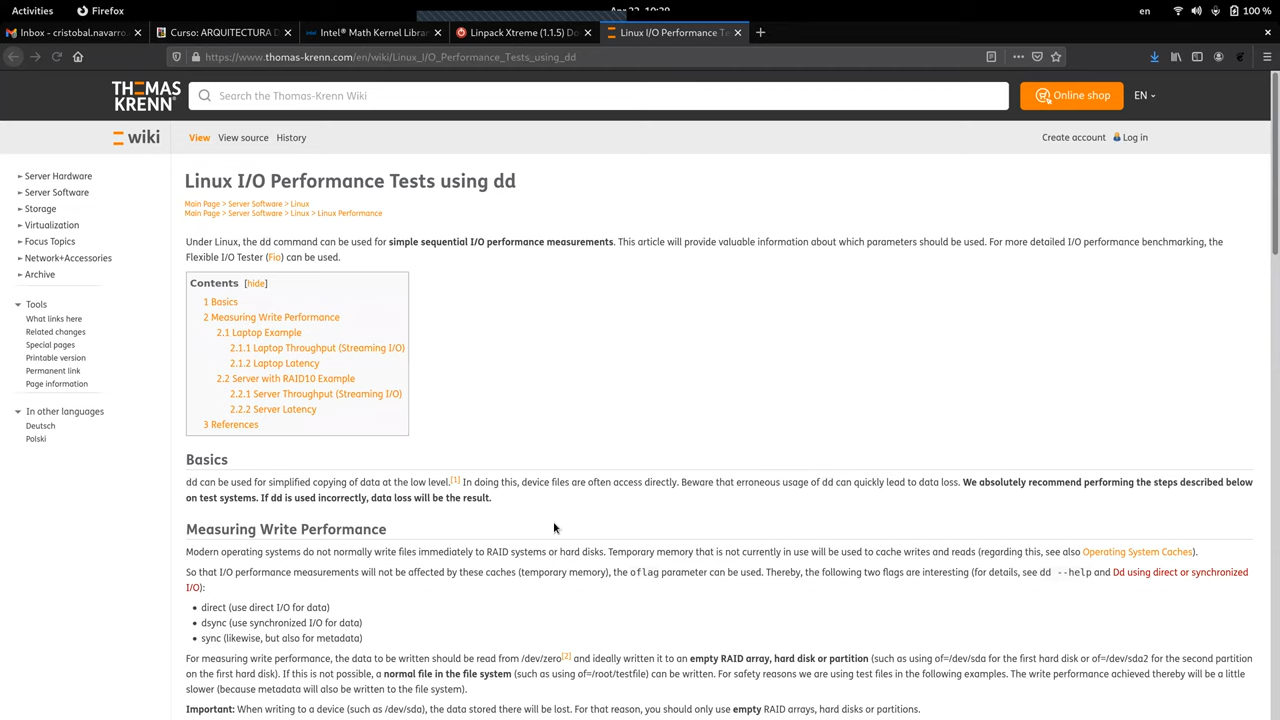 Activities
Firefox
Apr 22, 10:29
en
100 %
Inbox - cristobal.navarro
Curso: ARQUITECTURA D
Intel® Math Kernel Libra
Linpack Xtreme (1.1.5) Do
Linux I/O Performance Te
https://www.thomas-krenn.com/en/wiki/Linux_I/O_Performance_Tests_using_dd
THOMAS KRENN
Search the Thomas-Krenn Wiki
Online shop
EN
wiki
View
View source
History
Create account
Log in
Server Hardware
Server Software
Storage
Virtualization
Focus Topics
Network+Accessories
Archive
Tools
What links here
Related changes
Special pages
Printable version
Permanent link
Page information
In other languages
Deutsch
Polski
Linux I/O Performance Tests using dd
Main Page > Server Software > Linux
Main Page > Server Software > Linux > Linux Performance
Under Linux, the dd command can be used for simple sequential I/O performance measurements. This article will provide valuable information about which parameters should be used. For more detailed I/O performance benchmarking, the
Flexible I/O Tester (Fio) can be used.
Contents [hide]
1 Basics
2 Measuring Write Performance
2.1 Laptop Example
2.1.1 Laptop Throughput (Streaming I/O)
2.1.2 Laptop Latency
2.2 Server with RAID10 Example
2.2.1 Server Throughput (Streaming I/O)
2.2.2 Server Latency
3 References
Basics
dd can be used for simplified copying of data at the low level.[1] In doing this, device files are often access directly. Beware that erroneous usage of dd can quickly lead to data loss. We absolutely recommend performing the steps described below
on test systems. If dd is used incorrectly, data loss will be the result.
Measuring Write Performance
Modern operating systems do not normally write files immediately to RAID systems or hard disks. Temporary memory that is not currently in use will be used to cache writes and reads (regarding this, see also Operating System Caches).
So that I/O performance measurements will not be affected by these caches (temporary memory), the oflag parameter can be used. Thereby, the following two flags are interesting (for details, see dd --help and Dd using direct or synchronized
I/O):
• direct (use direct I/O for data)
• dsync (use synchronized I/O for data)
• sync (likewise, but also for metadata)
For measuring write performance, the data to be written should be read from /dev/zero[2] and ideally written it to an empty RAID array, hard disk or partition (such as using of=/dev/sda for the first hard disk or of=/dev/sda2 for the second partition
on the first hard disk). If this is not possible, a normal file in the file system (such as using of=/root/testfile) can be written. For safety reasons we are using test files in the following examples. The write performance achieved thereby will be a little
slower (because metadata will also be written to the file system).
Important: When writing to a device (such as /dev/sda), the data stored there will be lost. For that reason, you should only use empty RAID arrays, hard disks or partitions.